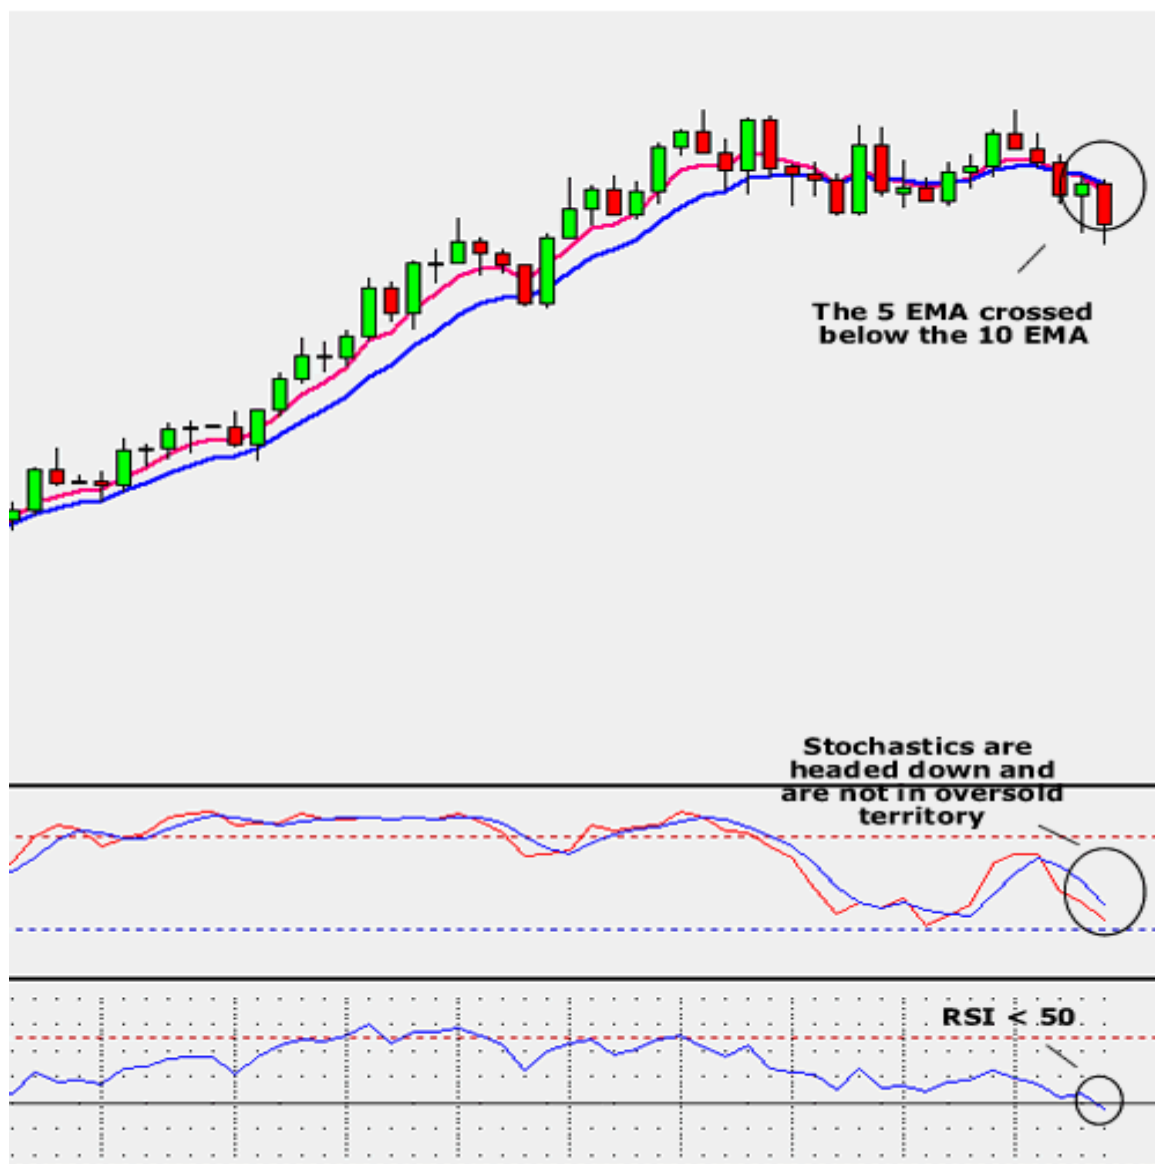 The 5 EMA crossed
below the 10 EMA
Stochastics are
headed down and
are not in oversold
territory
RSI < 50